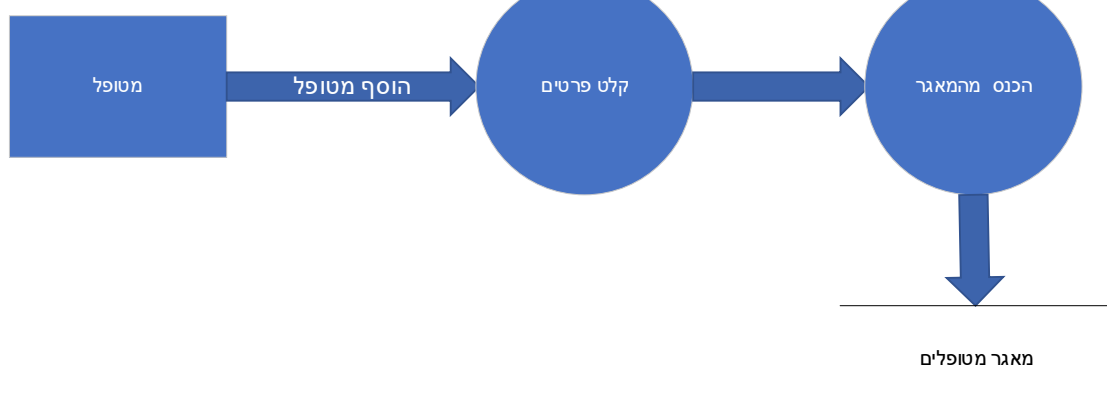 מטופל
הוסף מטופל
קלט פרטים
הכנס  מהמאגר
מאגר מטופלים